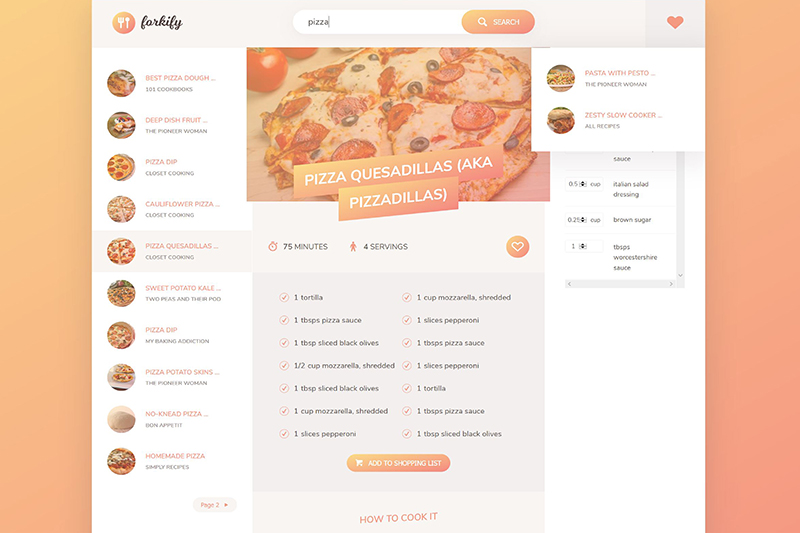 forkify
pizza
SEARCH
BEST PIZZA DOUGH ...
101 COOKBOOKS
DEEP DISH FRUIT ...
THE PIONEER WOMAN
PIZZA DIP
CLOSET COOKING
CAULIFLOWER PIZZA ...
CLOSET COOKING
PIZZA QUESADILLAS ...
CLOSET COOKING
SWEET POTATO KALE ...
TWO PEAS AND THEIR POD
PIZZA DIP
MY BAKING ADDICTION
PIZZA POTATO SKINS ...
THE PIONEER WOMAN
NO-KNEAD PIZZA ...
BON APPETIT
HOMEMADE PIZZA
SIMPLY RECIPES
Page 2
PIZZA QUESADILLAS (AKA
PIZZADILLAS)
75 MINUTES
4 SERVINGS
1 tortilla
1 tbsps pizza sauce
1 tbsp sliced black olives
1/2 cup mozzarella, shredded
1 tbsp sliced black olives
1 cup mozzarella, shredded
1 slices pepperoni
1 cup mozzarella, shredded
1 slices pepperoni
1 tbsps pizza sauce
1 slices pepperoni
1 tortilla
1 tbsps pizza sauce
1 tbsp sliced black olives
ADD TO SHOPPING LIST
HOW TO COOK IT
PASTA WITH PESTO ...
THE PIONEER WOMAN
ZESTY SLOW COOKER ...
ALL RECIPES
sauce
0.5 cup italian salad
dressing
0.25 cup brown sugar
1 tbsps
worcestershire
sauce